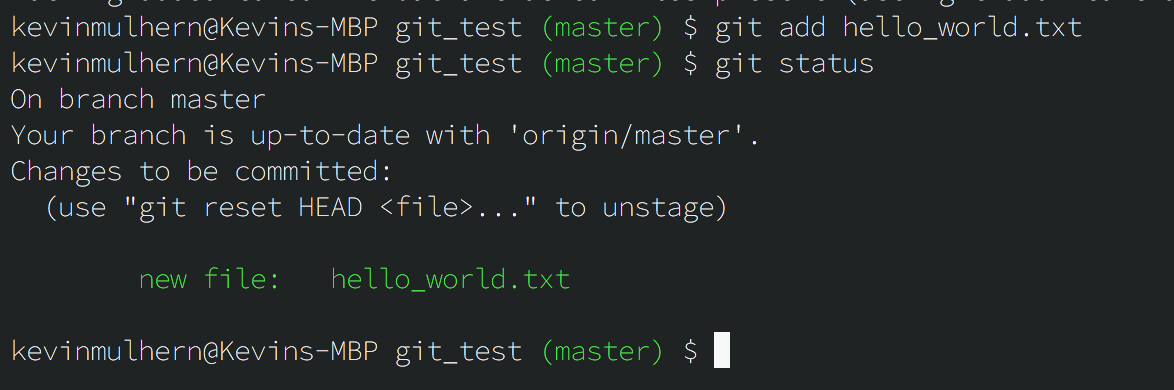 kevinmulhern@Kevins-MBP git_test (master) $ git add hello_world.txt
kevinmulhern@Kevins-MBP git_test (master) $ git status
On branch master
Your branch is up-to-date with 'origin/master'.
Changes to be committed:
  (use "git reset HEAD <file>..." to unstage)
        new file:   hello_world.txt
kevinmulhern@Kevins-MBP git_test (master) $